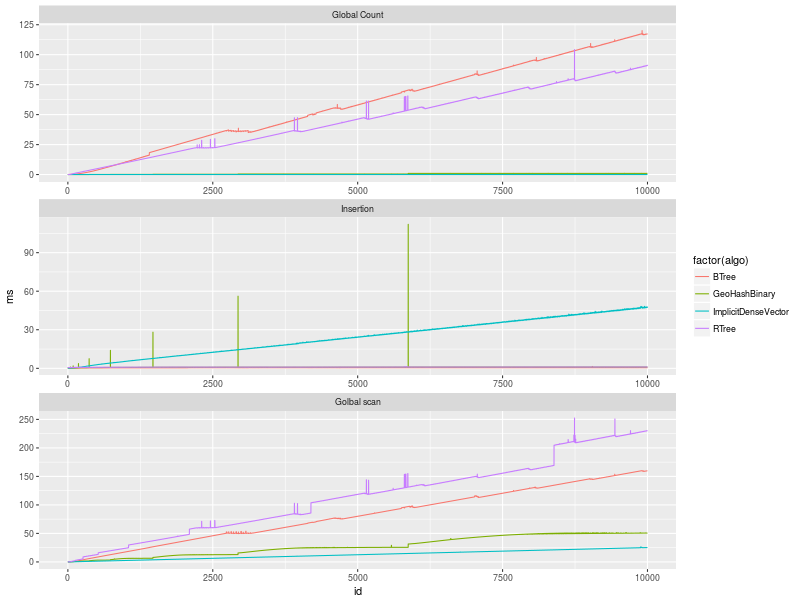 Global Count
125
100
75
50
25
0
0 2500 5000 7500 10000
Insertion
90
60
30
0
0 2500 5000 7500 10000
Golbal scan
250
200
150
100
50
0
0 2500 5000 7500 10000
ms
id
factor(algo)
BTree
GeoHashBinary
ImplicitDenseVector
RTree